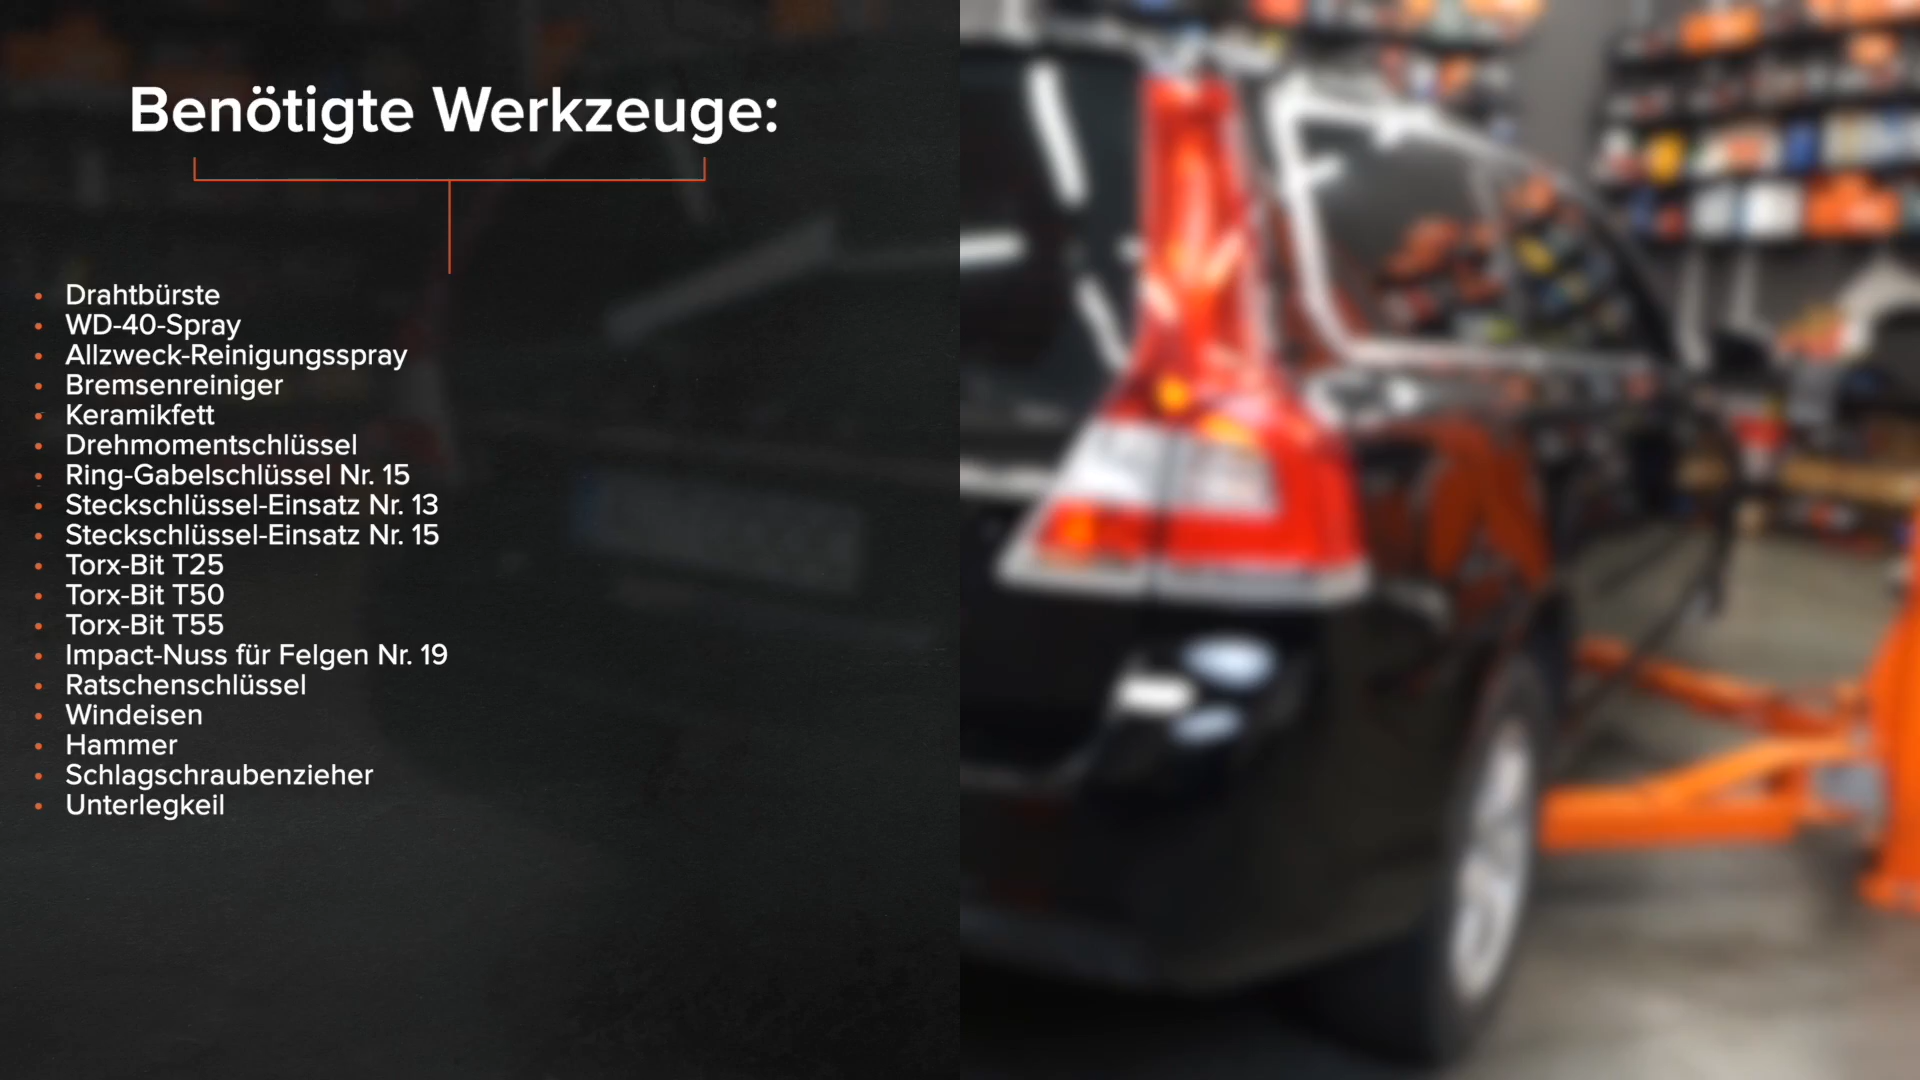 Benötigte Werkzeuge:
Drahtbürste
WD-40-Spray
Allzweck-Reinigungsspray
Bremsenreiniger
Keramikfett
Drehmomentschlüssel
Ring-Gabelschlüssel Nr. 15
Steckschlüssel-Einsatz Nr. 13
Steckschlüssel-Einsatz Nr. 15
Torx-Bit T25
Torx-Bit T50
Torx-Bit T55
Impact-Nuss für Felgen Nr. 19
Ratschenschlüssel
Windeisen
Hammer
Schlagschraubenzieher
Unterlegkeil